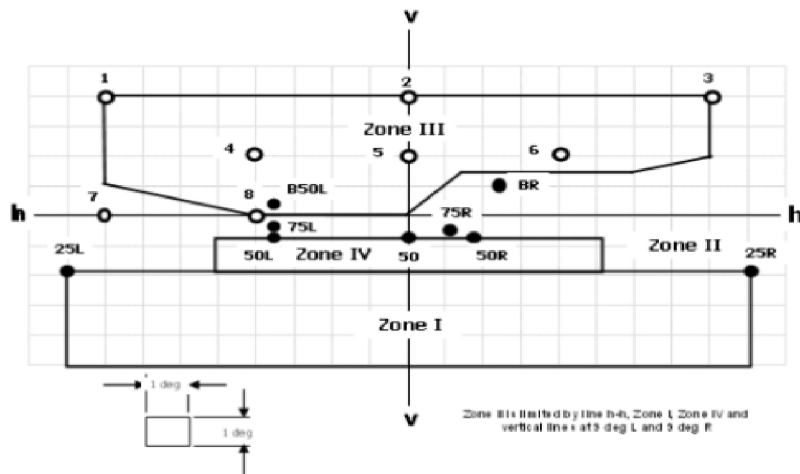 v
1 2 3
Zone III
4 5 6
BR
7 8 B50L
h 75R h
75L
25L 50L Zone IV 50 50R Zone II 25R
Zone I
1 deg
v
1 deg
Zone II is limited by line h-h, Zone I, Zone IV and
vertical lines at 9 deg L and 9 deg R